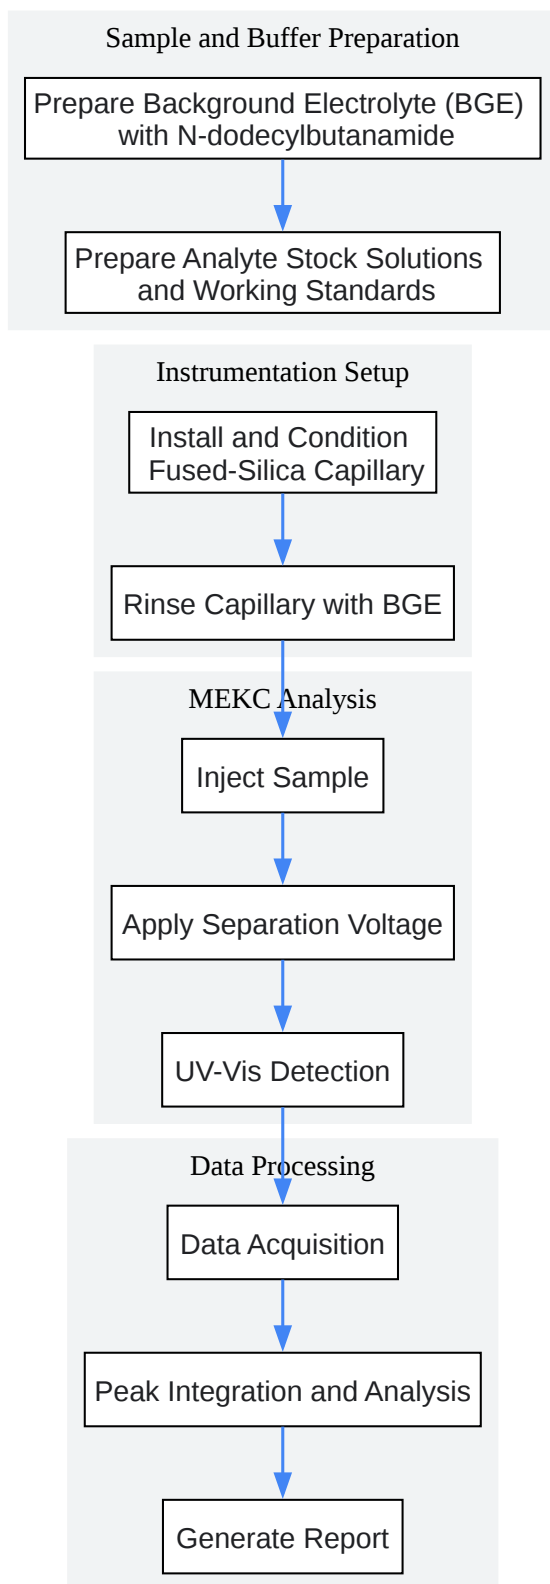 Sample and Buffer Preparation
Prepare Background Electrolyte (BGE)
with N-dodecylbutanamide
Prepare Analyte Stock Solutions
and Working Standards
Instrumentation Setup
Install and Condition
Fused-Silica Capillary
Rinse Capillary with BGE
MEKC Analysis
Inject Sample
Apply Separation Voltage
UV-Vis Detection
Data Processing
Data Acquisition
Peak Integration and Analysis
Generate Report